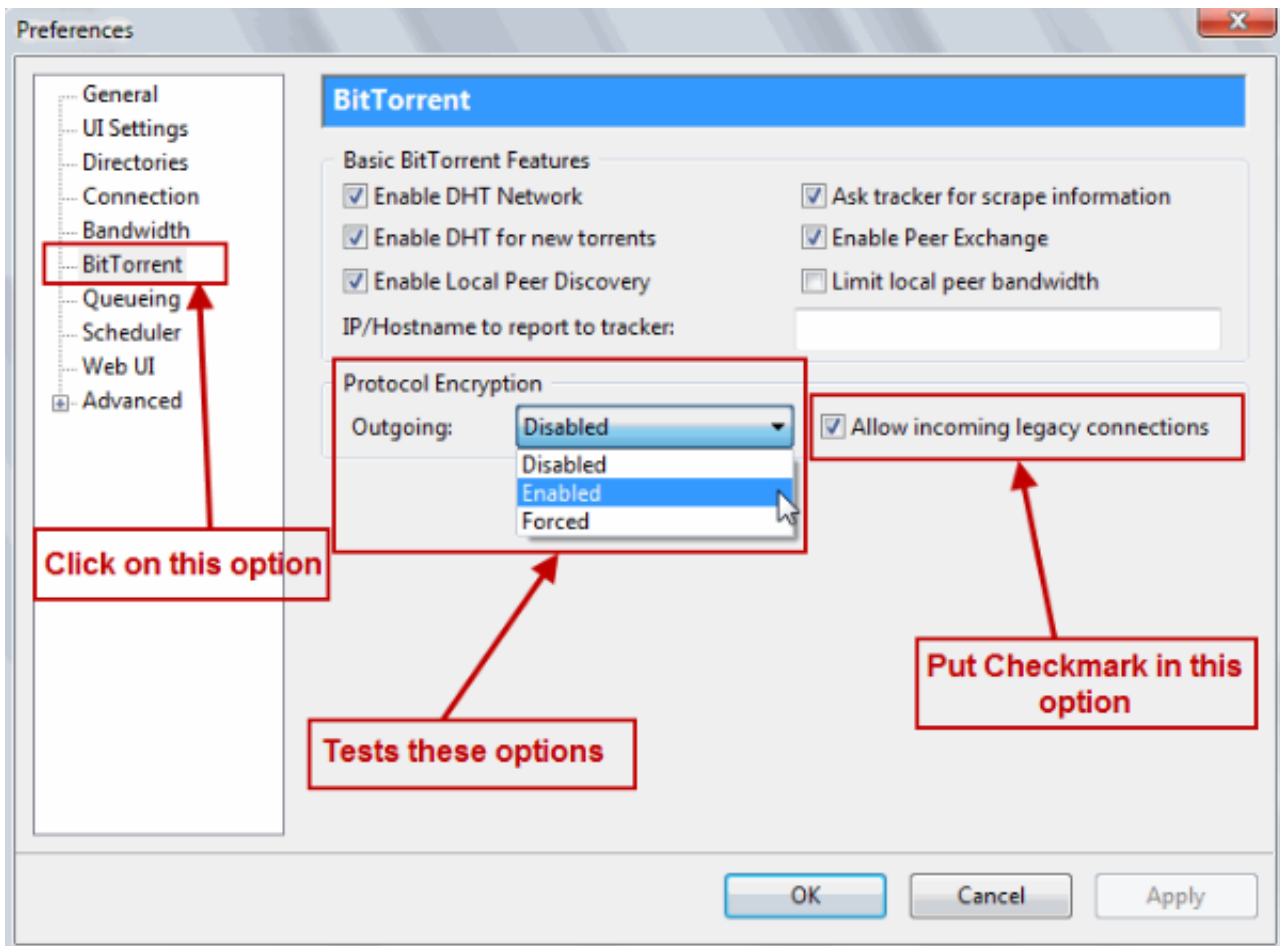 Preferences
General
UI Settings
Directories
Connection
Bandwidth
BitTorrent
Queueing
Scheduler
Web UI
Advanced
BitTorrent
Basic BitTorrent Features
Enable DHT Network
Ask tracker for scrape information
Enable DHT for new torrents
Enable Peer Exchange
Enable Local Peer Discovery
Limit local peer bandwidth
IP/Hostname to report to tracker:
Protocol Encryption
Outgoing:
Disabled
Allow incoming legacy connections
Disabled
Enabled
Forced
Click on this option
Put Checkmark in this
option
Tests these options
OK
Cancel
Apply